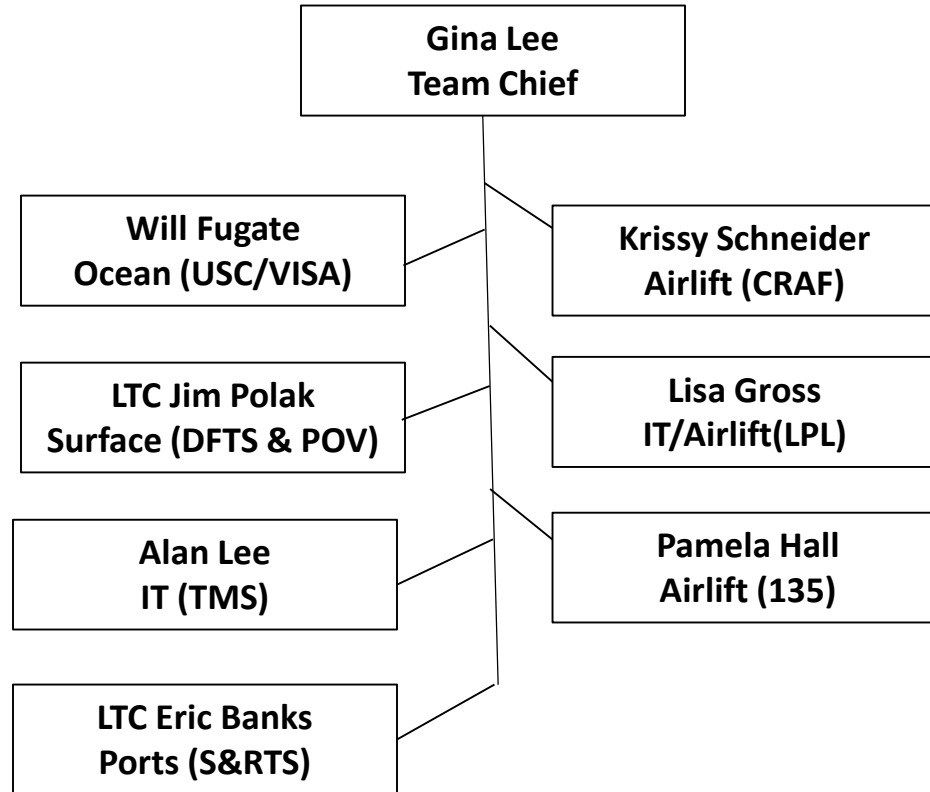 Gina Lee
Team Chief
Will Fugate
Ocean (USC/VISA)
Krissy Schneider
Airlift (CRAF)
LTC Jim Polak
Surface (DFTS & POV)
Lisa Gross
IT/Airlift(LPL)
Alan Lee
IT (TMS)
Pamela Hall
Airlift (135)
LTC Eric Banks
Ports (S&RTS)